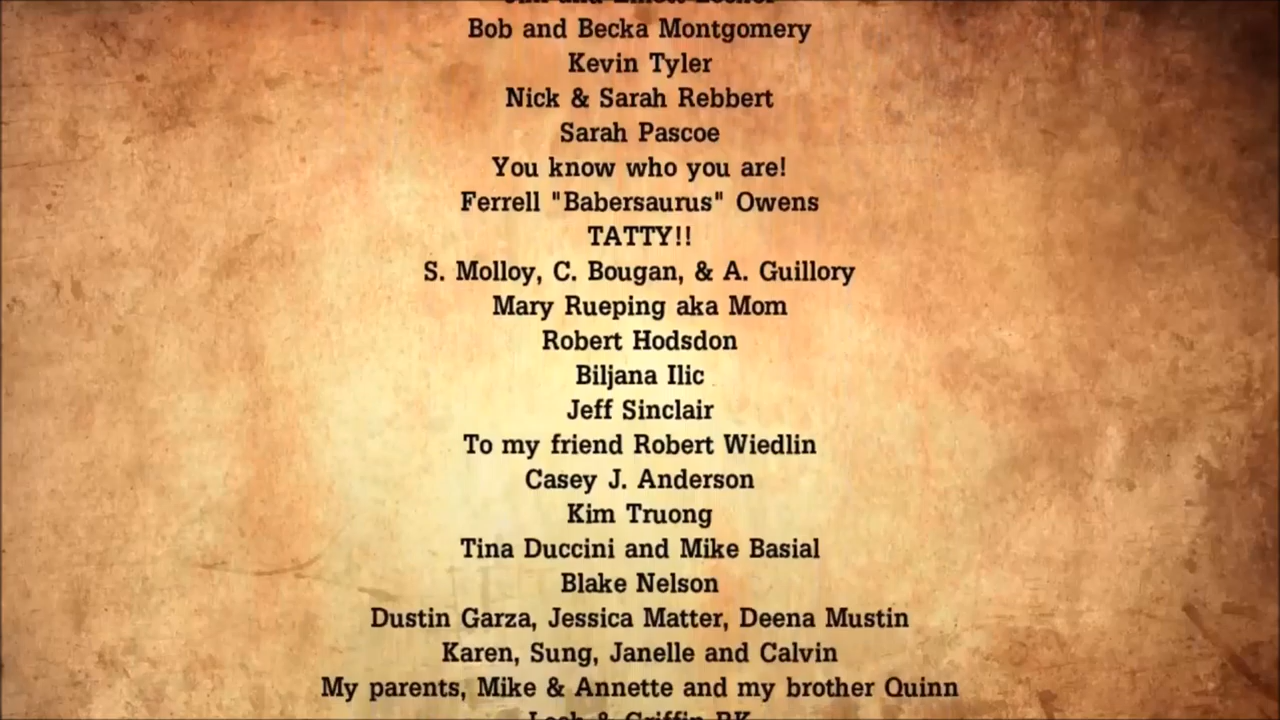 Bob and Becka Montgomery
Kevin Tyler
Nick & Sarah Rebbert
Sarah Pascoe
You know who you are!
Ferrell "Babersaurus" Owens
TATTY!!
S. Molloy, C. Bougan, & A. Guillory
Mary Rueping aka Mom
Robert Hodsdon
Biljana Ilic
Jeff Sinclair
To my friend Robert Wiedlin
Casey J. Anderson
Kim Truong
Tina Duccini and Mike Basial
Blake Nelson
Dustin Garza, Jessica Matter, Deena Mustin
Karen, Sung, Janelle and Calvin
My parents, Mike & Annette and my brother Quinn